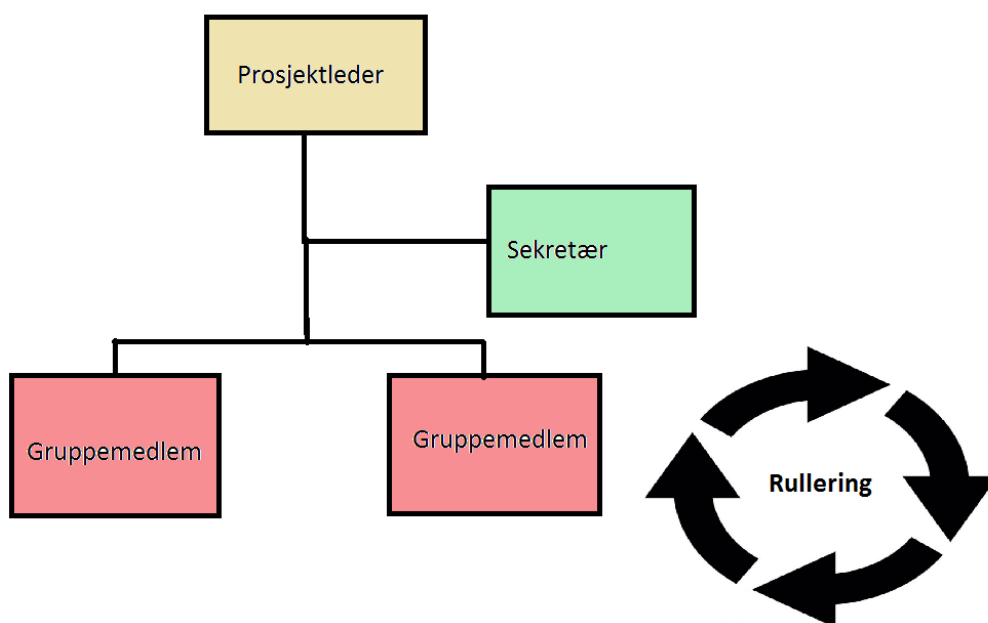 Prosjektleder
Sekretær
Gruppemedlem
Gruppemedlem
Rullering